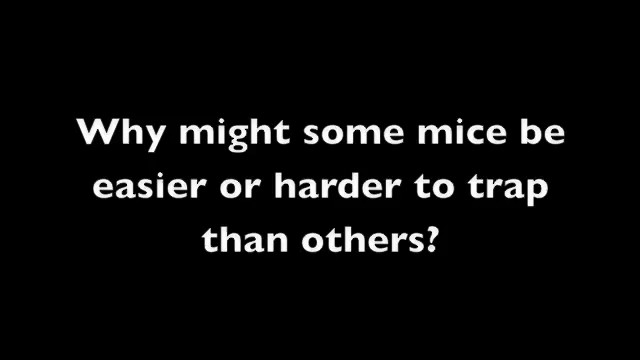 Why might some mice be
easier or harder to trap
than others?